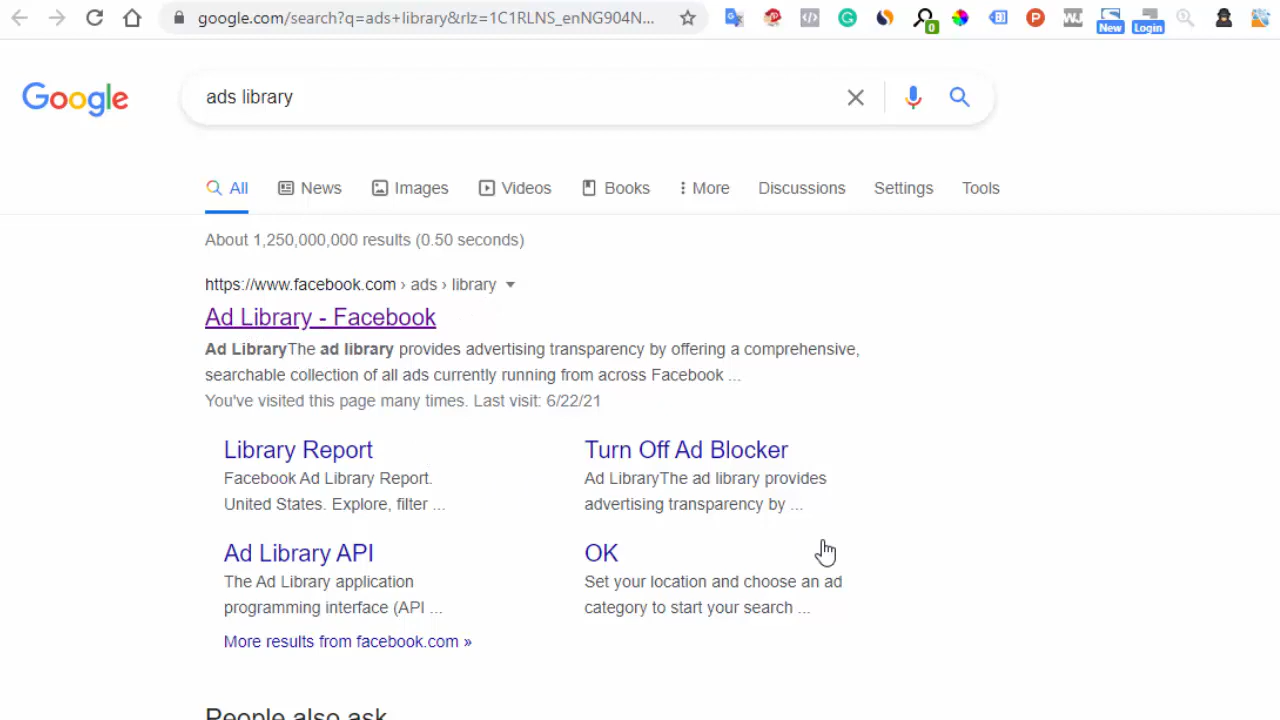 google.com/search?q=ads+library&rlz=1C1RLNS_enNG904N...
0
New
Login
Google
ads library
All News Images Videos Books More Discussions Settings Tools
About 1,250,000,000 results (0.50 seconds)
https://www.facebook.com › ads › library
Ad Library - Facebook
Ad LibraryThe ad library provides advertising transparency by offering a comprehensive,
searchable collection of all ads currently running from across Facebook ...
You've visited this page many times. Last visit: 6/22/21
Library Report
Facebook Ad Library Report.
United States. Explore, filter ...
Turn Off Ad Blocker
Ad LibraryThe ad library provides
advertising transparency by ...
Ad Library API
The Ad Library application
programming interface (API ...
OK
Set your location and choose an ad
category to start your search ...
More results from facebook.com »
People also ask